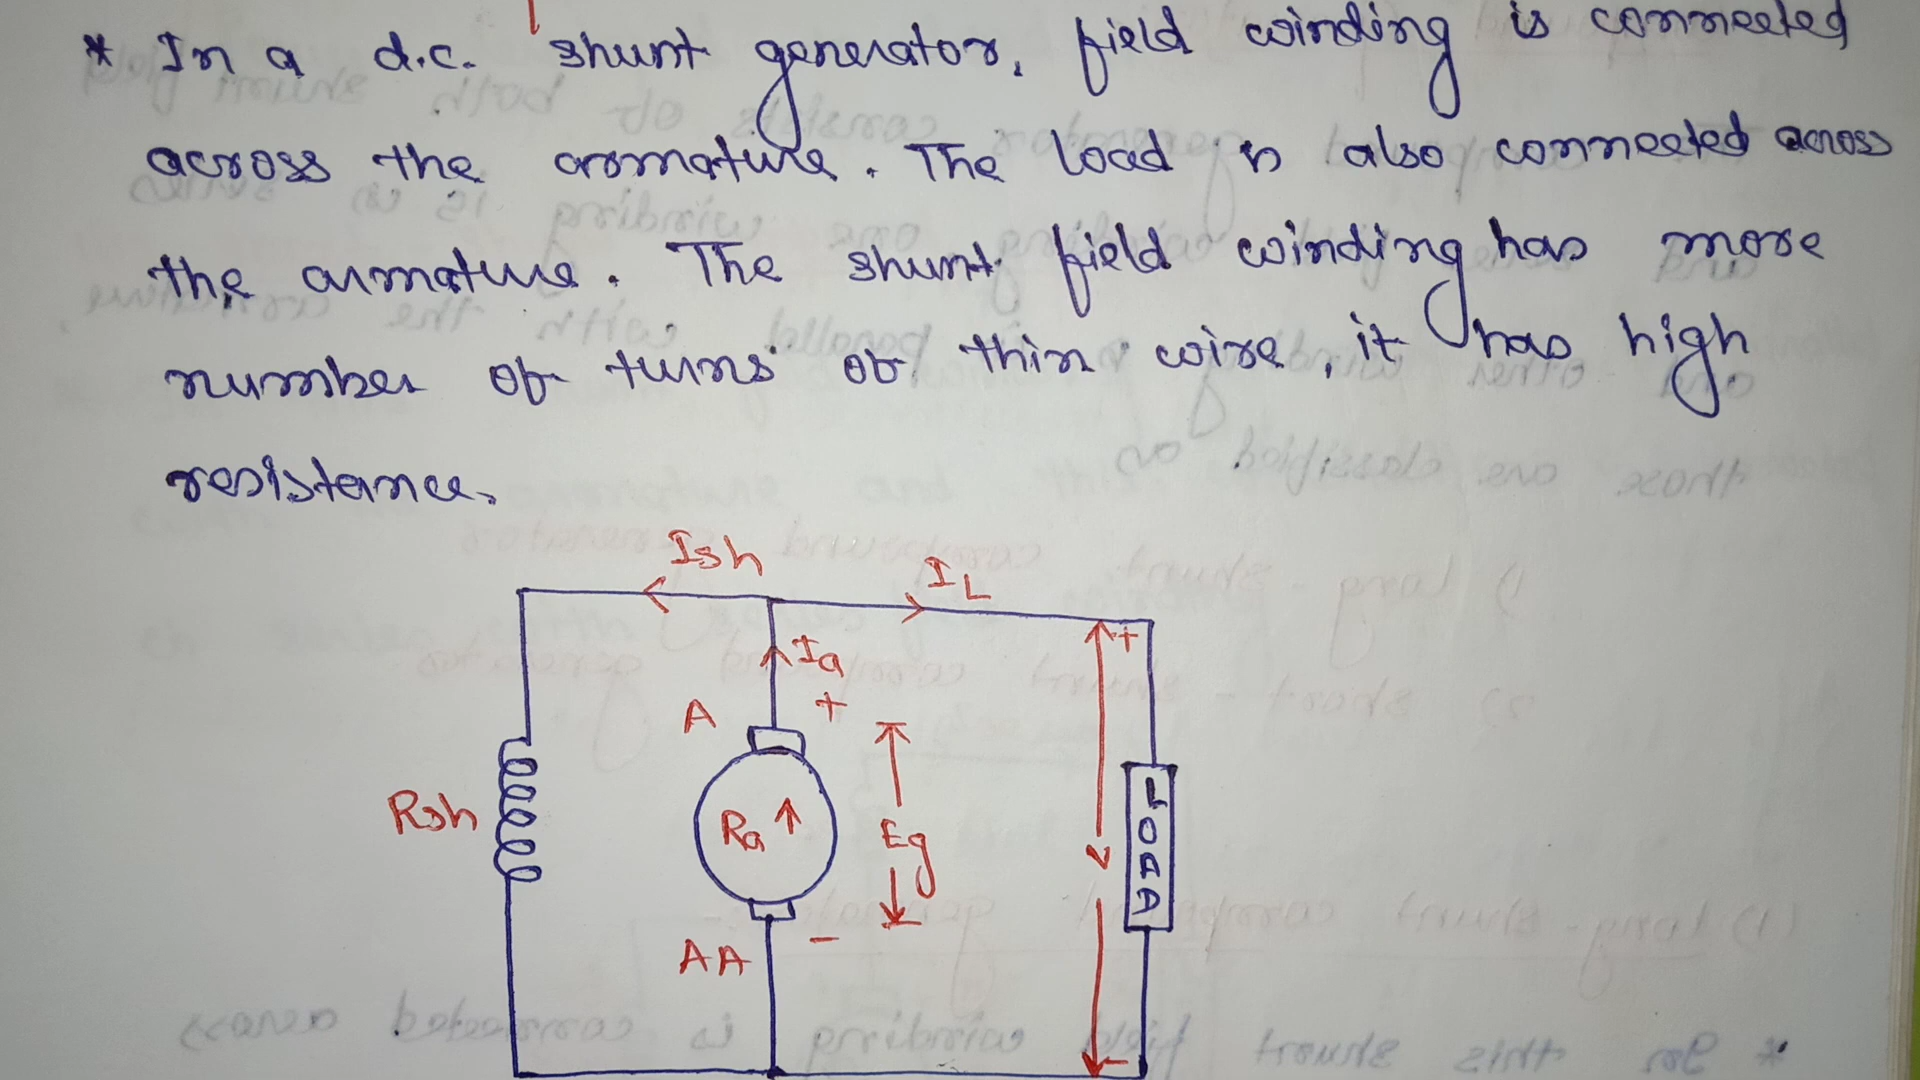 * In a d.c. shunt generator, field winding is connected
across the armature. The load is also connected across
the armature. The shunt field winding has more
number of turns of thin wire, it has high
resistance.
Ish
IL
Ia
+
+
A
Rsh
Ra ↑
Eg
V
LOAD
AA
-
-